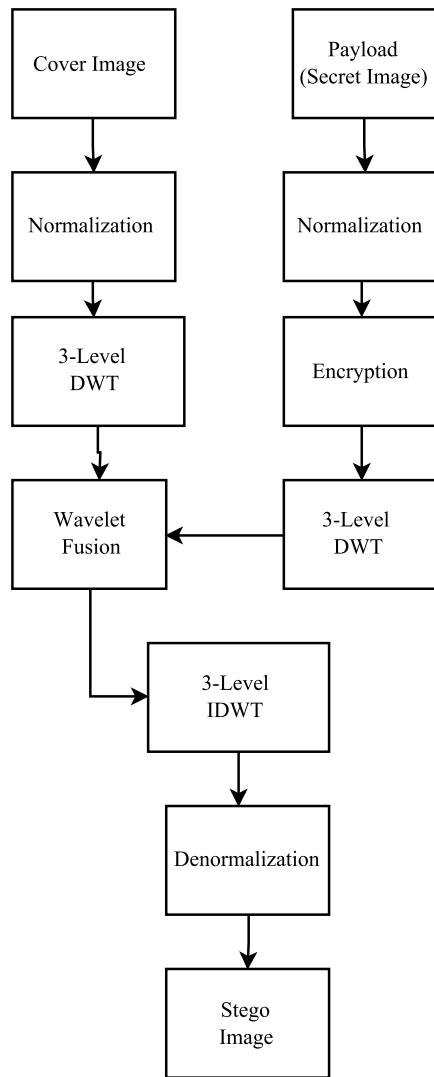 Cover Image
Payload
(Secret Image)
Normalization
Normalization
3-Level
DWT
Encryption
Wavelet
Fusion
3-Level
DWT
3-Level
IDWT
Denormalization
Stego
Image